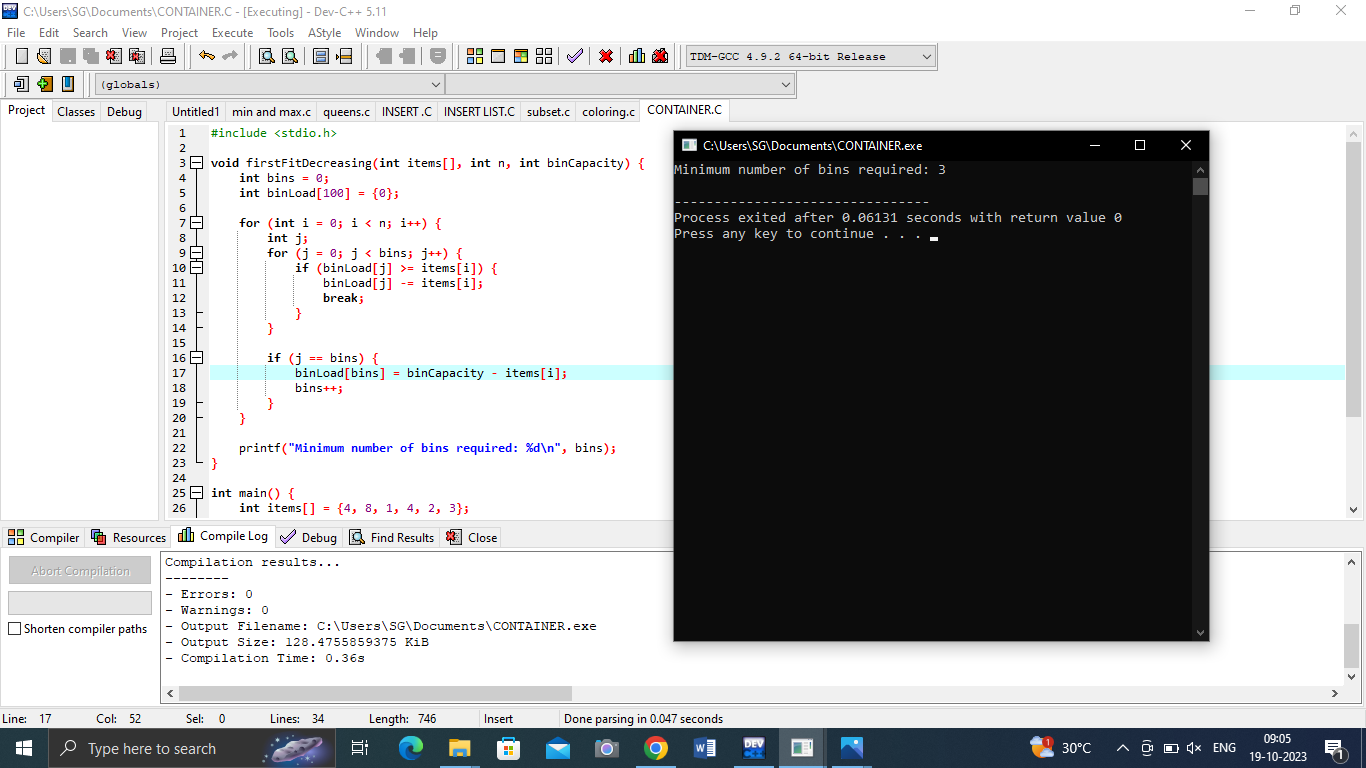 C:\Users\SG\Documents\CONTAINER.C - [Executing] - Dev-C++ 5.11
File Edit Search View Project Execute Tools AStyle Window Help
TDM-GCC 4.9.2 64-bit Release
(globals)
Project Classes Debug
Untitled1 min and max.c queens.c INSERT .C INSERT LIST.C subset.c coloring.c CONTAINER.C
1 #include <stdio.h>
2
3 void firstFitDecreasing(int items[], int n, int binCapacity) {
4 int bins = 0;
5 int binLoad[100] = {0};
6
7 for (int i = 0; i < n; i++) {
8 int j;
9 for (j = 0; j < bins; j++) {
10 if (binLoad[j] >= items[i]) {
11 binLoad[j] -= items[i];
12 break;
13 }
14 }
15
16 if (j == bins) {
17 binLoad[bins] = binCapacity - items[i];
18 bins++;
19 }
20 }
21
22 printf("Minimum number of bins required: %d\n", bins);
23 }
24
25 int main() {
26 int items[] = {4, 8, 1, 4, 2, 3};
C:\Users\SG\Documents\CONTAINER.exe
Minimum number of bins required: 3
--------------------------------
Process exited after 0.06131 seconds with return value 0
Press any key to continue . . .
Compiler Resources Compile Log Debug Find Results Close
Abort Compilation
Shorten compiler paths
Compilation results...
--------
- Errors: 0
- Warnings: 0
- Output Filename: C:\Users\SG\Documents\CONTAINER.exe
- Output Size: 128.4755859375 KiB
- Compilation Time: 0.36s
Line: 17 Col: 52 Sel: 0 Lines: 34 Length: 746 Insert Done parsing in 0.047 seconds
Type here to search
DEV
1
30°C
ENG
09:05
19-10-2023
1